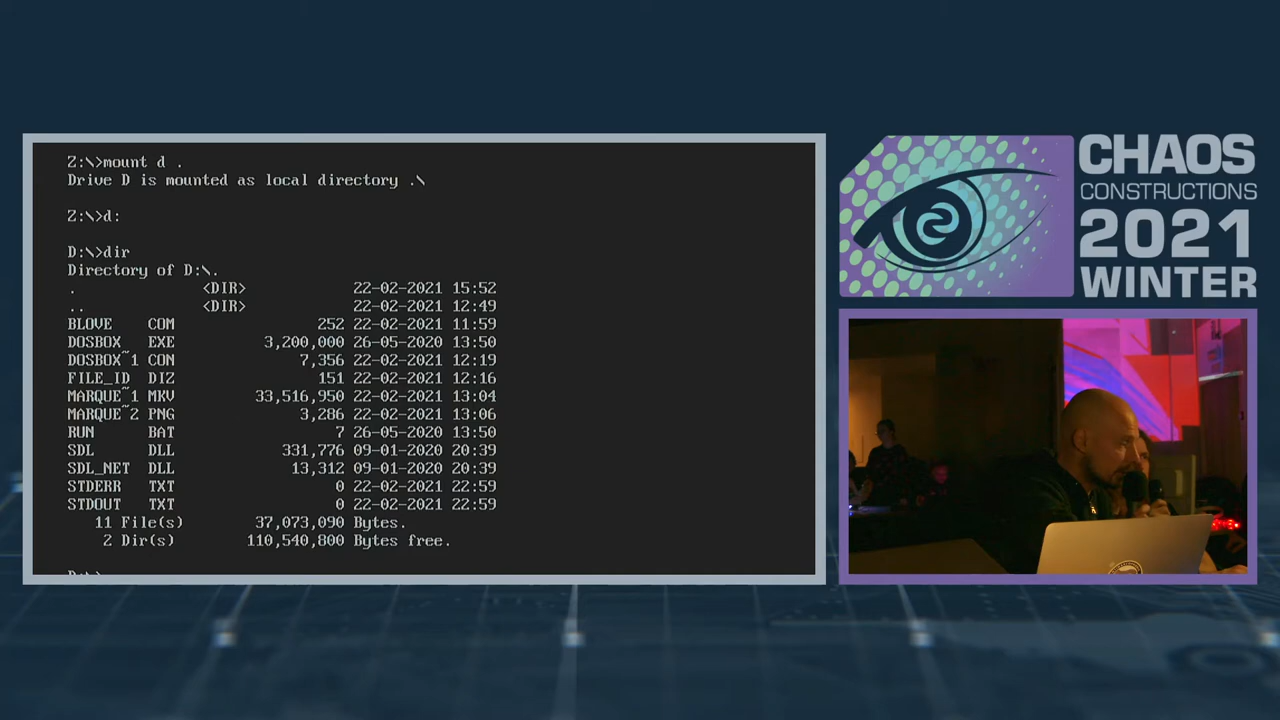 Z:\>mount d .
Drive D is mounted as local directory .\
Z:\>d:
D:\>dir
Directory of D:\.
. <DIR> 22-02-2021 15:52
.. <DIR> 22-02-2021 12:49
BLOVE COM 252 22-02-2021 11:59
DOSBOX EXE 3,200,000 26-05-2020 13:50
DOSBOX~1 CON 7,356 22-02-2021 12:19
FILE_ID DIZ 151 22-02-2021 12:16
MARQUE~1 MKV 33,516,950 22-02-2021 13:04
MARQUE~2 PNG 3,286 22-02-2021 13:06
RUN BAT 7 26-05-2020 13:50
SDL DLL 331,776 09-01-2020 20:39
SDL_NET DLL 13,312 09-01-2020 20:39
STDERR TXT 0 22-02-2021 22:59
STDOUT TXT 0 22-02-2021 22:59
11 File(s) 37,073,090 Bytes.
2 Dir(s) 110,540,800 Bytes free.
D:\>
CHAOS
CONSTRUCTIONS
2021
WINTER